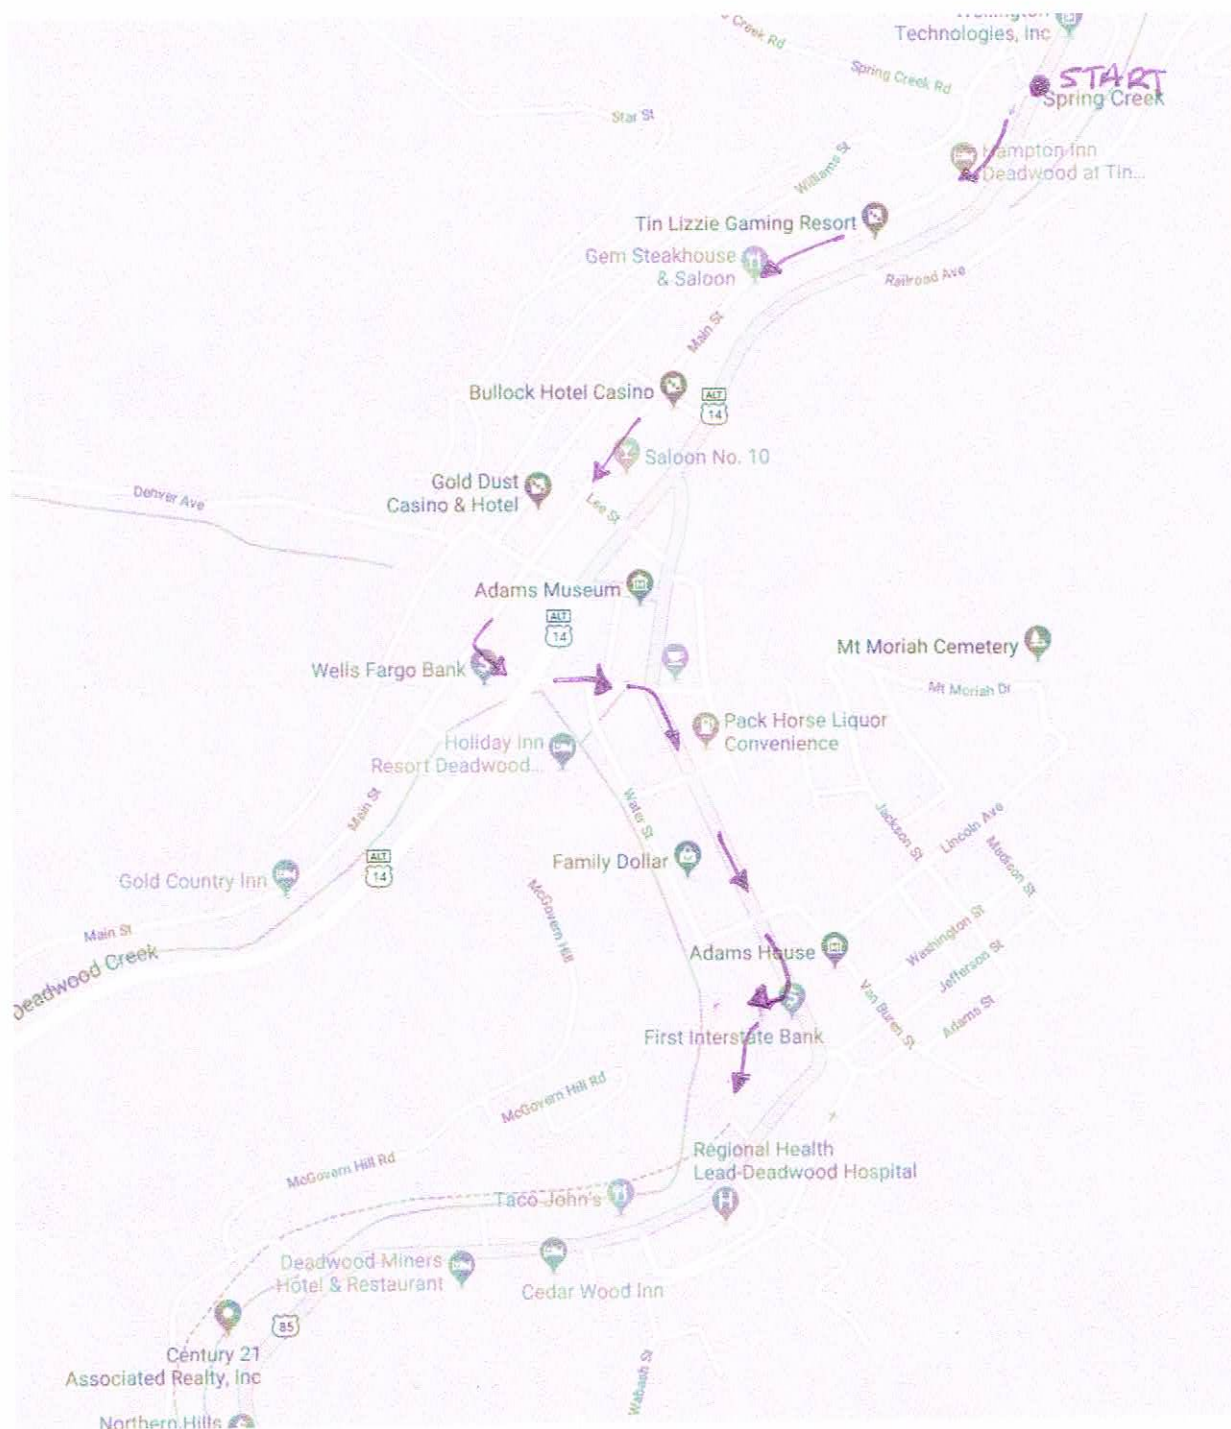 Technologies, Inc
Creek Rd
Spring Creek Rd
START
Spring Creek
Star St
Hampton Inn
Deadwood at Tin...
Williams St
Tin Lizzie Gaming Resort
Gem Steakhouse
& Saloon
Railroad Ave
Main St
Bullock Hotel Casino
ALT
14
Saloon No. 10
Gold Dust
Casino & Hotel
Lee St
Denver Ave
Adams Museum
ALT
14
Mt Moriah Cemetery
Wells Fargo Bank
Mt Moriah Dr
Pack Horse Liquor
Convenience
Holiday Inn
Resort Deadwood...
Main St
Water St
Jackson St
Lincoln Ave
Madison St
ALT
14
Family Dollar
Gold Country Inn
McGovern Hill
Main St
Deadwood Creek
Adams House
Washington St
Jefferson St
Van Buren St
Adams St
First Interstate Bank
McGovern Hill Rd
McGovern Hill Rd
Regional Health
Lead-Deadwood Hospital
H
Taco John's
Deadwood Miners
Hotel & Restaurant
Cedar Wood Inn
85
Century 21
Associated Realty, Inc
Wabash St
Northern Hills